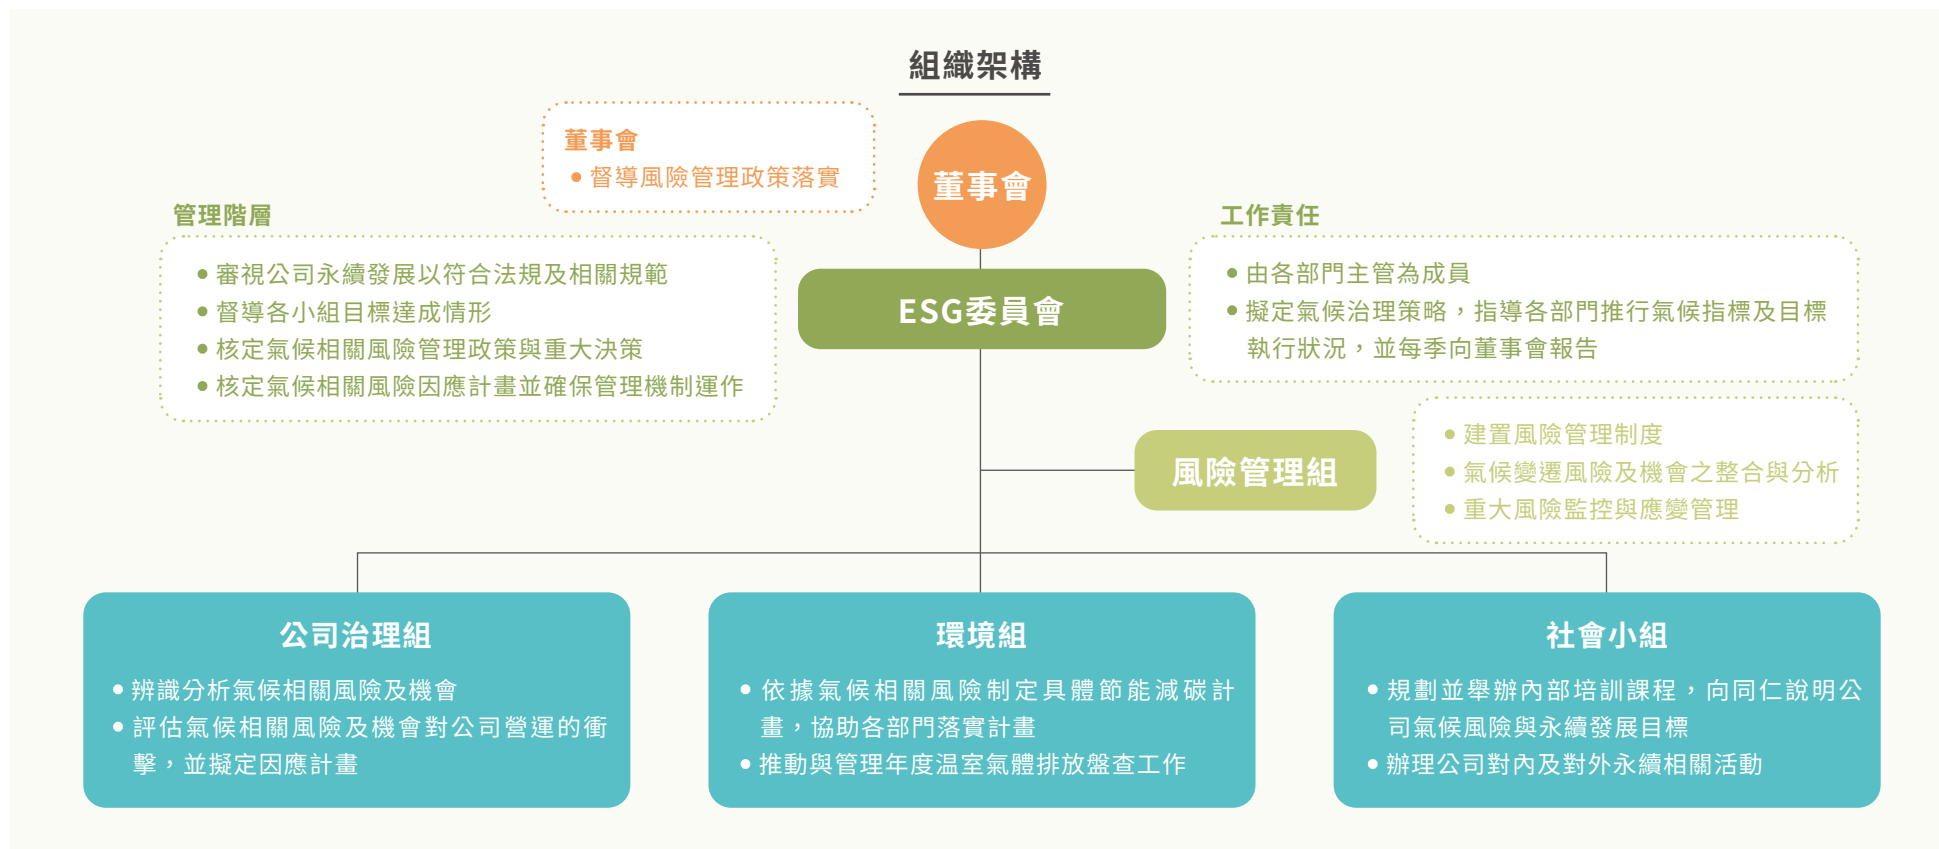 組織架構
董事會
督導風險管理政策落實
董事會
管理階層
審視公司永續發展以符合法規及相關規範
督導各小組目標達成情形
核定氣候相關風險管理政策與重大決策
核定氣候相關風險因應計畫並確保管理機制運作
ESG委員會
工作責任
由各部門主管為成員
擬定氣候治理策略，指導各部門推行氣候指標及目標
執行狀況，並每季向董事會報告
風險管理組
建置風險管理制度
氣候變遷風險及機會之整合與分析
重大風險監控與應變管理
公司治理組
辨識分析氣候相關風險及機會
評估氣候相關風險及機會對公司營運的衝
擊，並擬定因應計畫
環境組
依據氣候相關風險制定具體節能減碳計
畫，協助各部門落實計畫
推動與管理年度温室氣體排放盤查工作
社會小組
規劃並舉辦內部培訓課程，向同仁說明公
司氣候風險與永續發展目標
辦理公司對內及對外永續相關活動